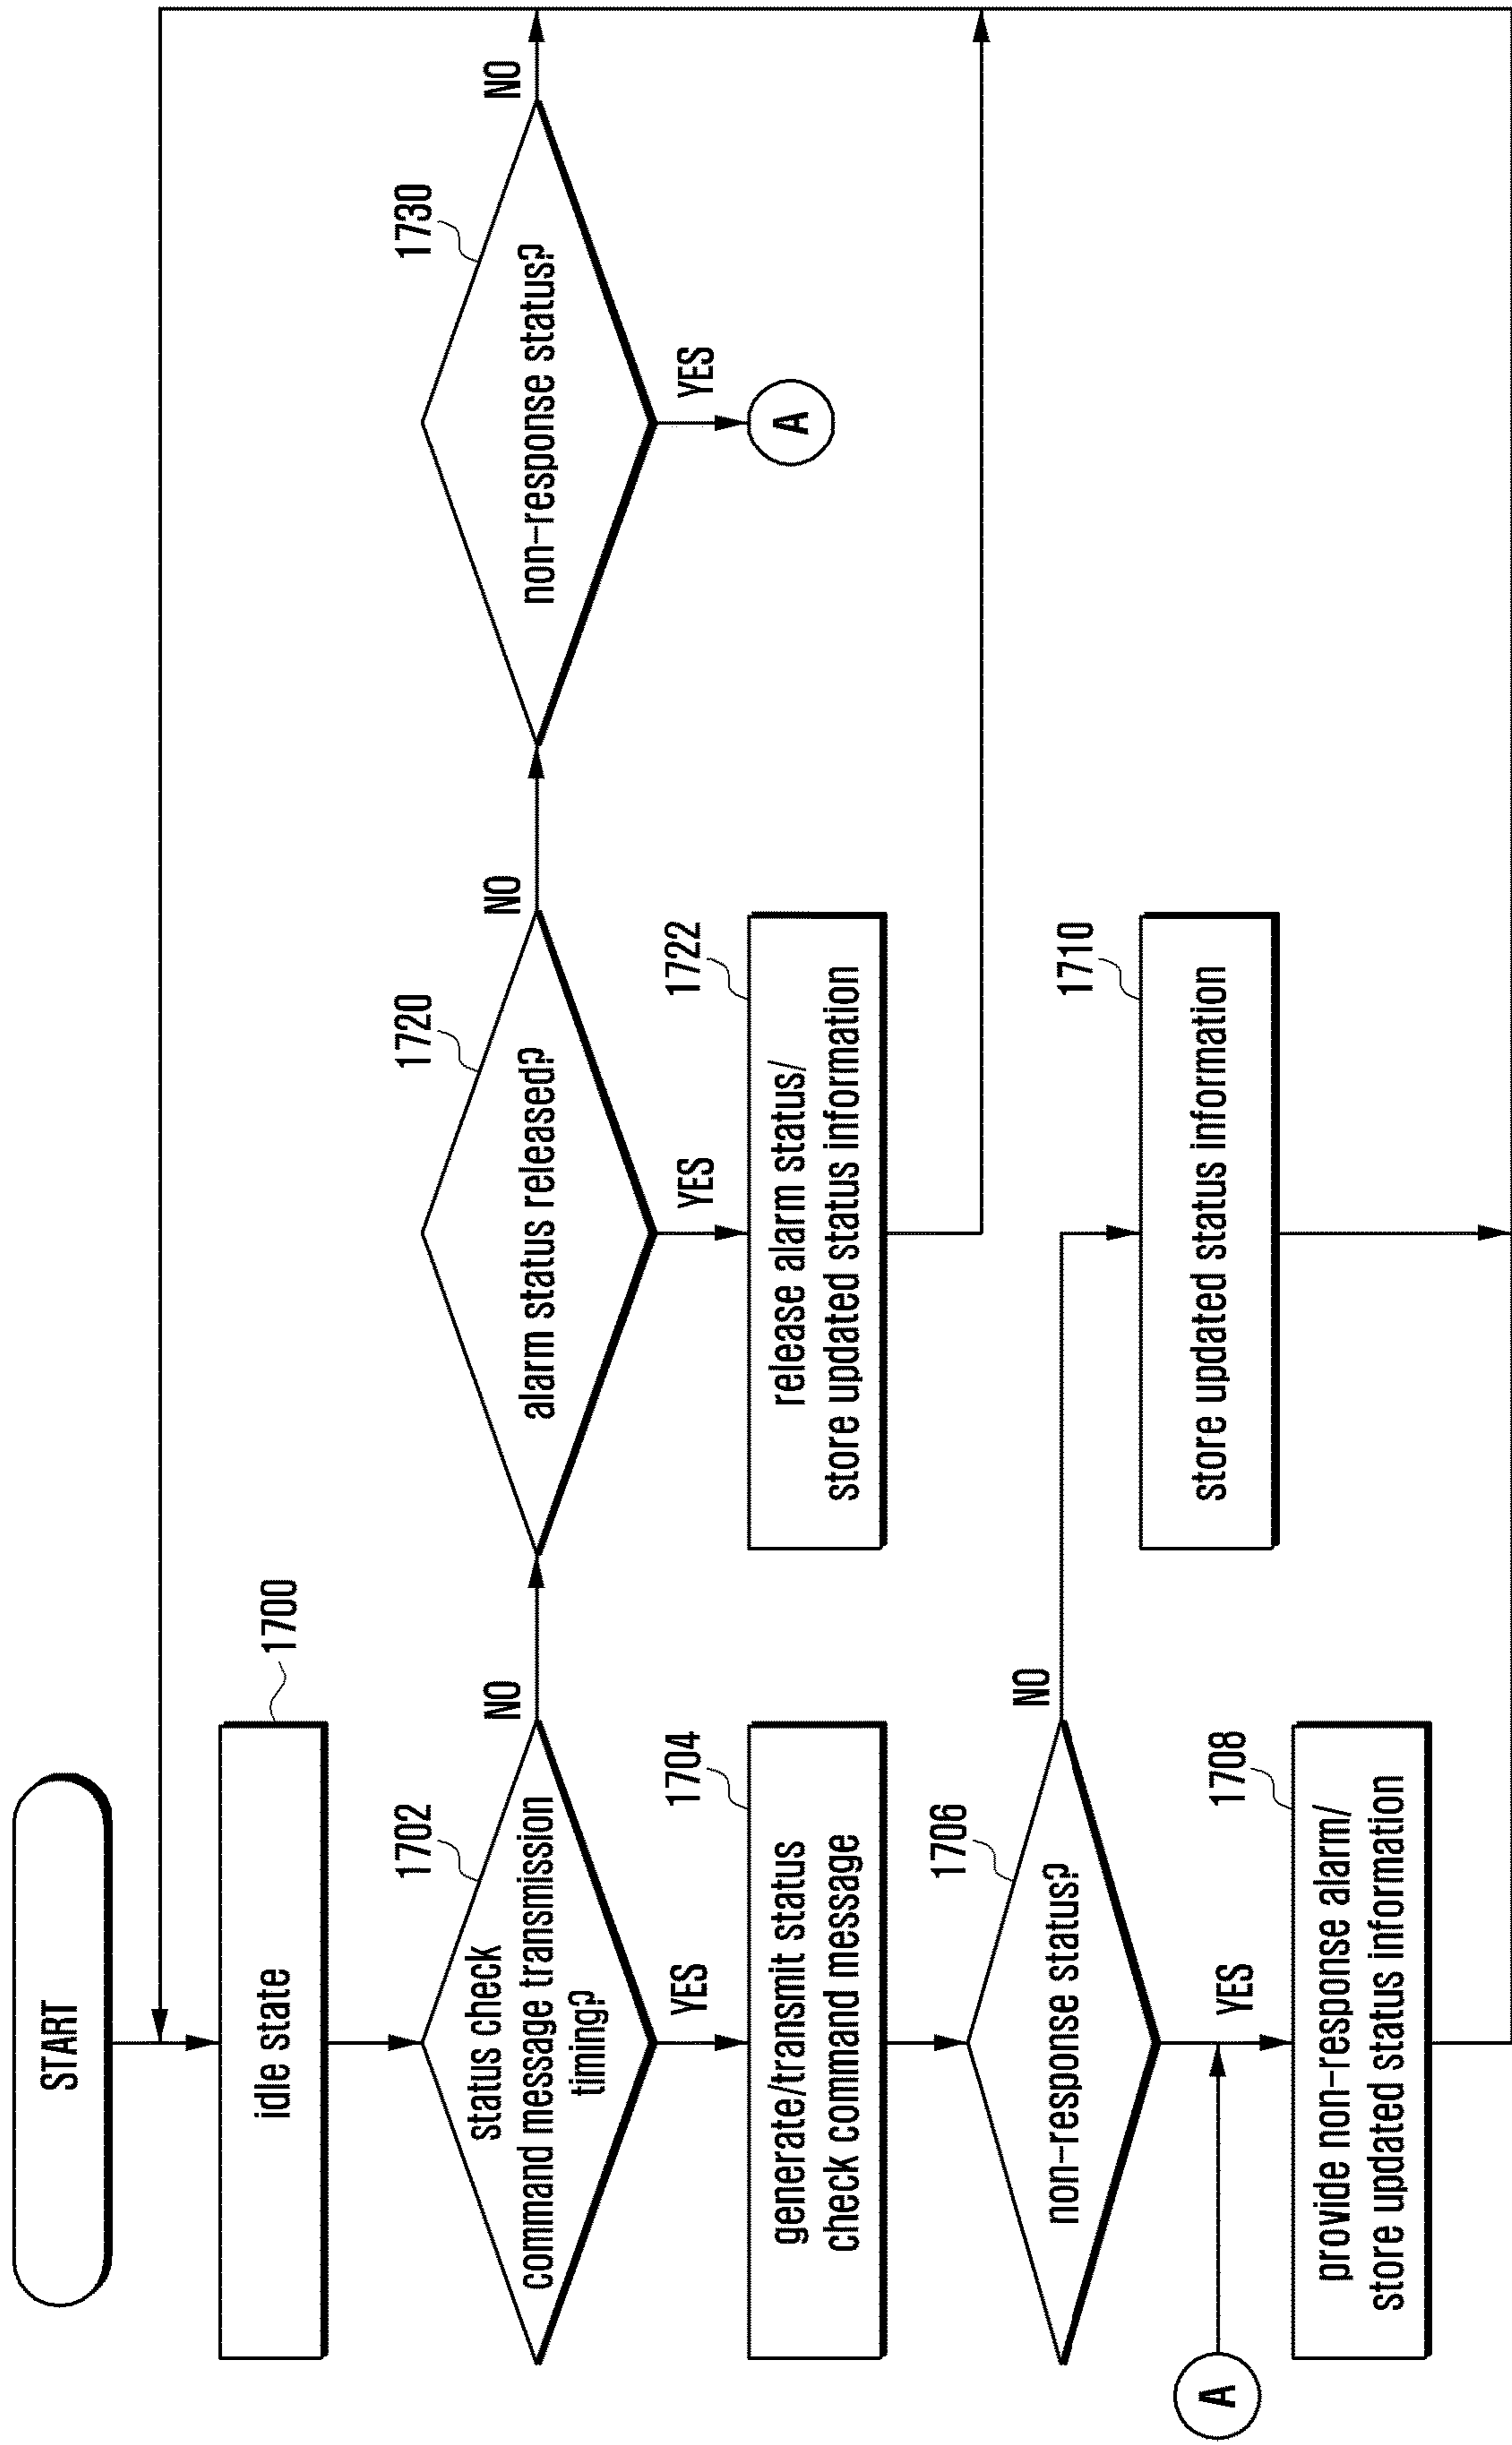 START
1700
idle state
1702
status check
command message transmission
timing?
NO
YES
1720
alarm status released?
NO
YES
1730
non-response status?
NO
YES
A
1704
generate/transmit status
check command message
1722
release alarm status/
store updated status information
1706
non-response status?
NO
YES
A
1710
store updated status information
1708
provide non-response alarm/
store updated status information